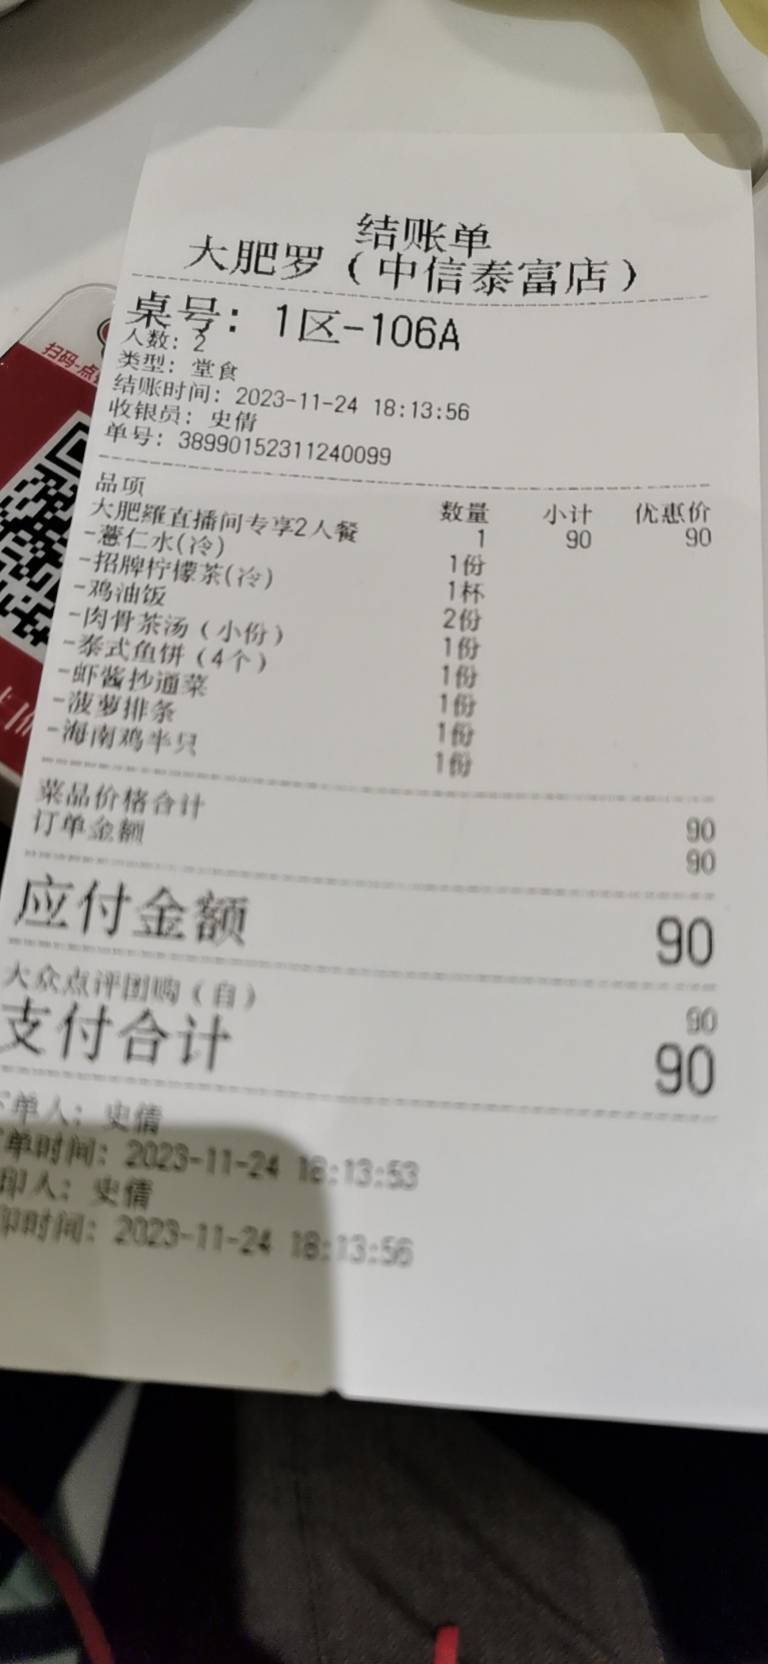 结账单
大肥罗（中信泰富店）
桌号：1区-106A
人数：2
类型：堂食
结账时间：2023-11-24 18:13:56
收银员：史倩
单号：38990152311240099
品项 数量 小计 优惠价
大肥羅直播间专享2人餐 1 90 90
-薏仁水(冷) 1份
-招牌柠檬茶(冷) 1杯
-鸡油饭 2份
-肉骨茶汤（小份） 1份
-泰式鱼饼（4个） 1份
-虾酱抄通菜 1份
-菠萝排条 1份
-海南鸡半只 1份
菜品价格合计 90
订单金额 90
应付金额 90
大众点评团购（自） 90
支付合计 90
单人：史倩
单时间：2023-11-24 18:13:53
印人：史倩
印时间：2023-11-24 18:13:56
扫码-点